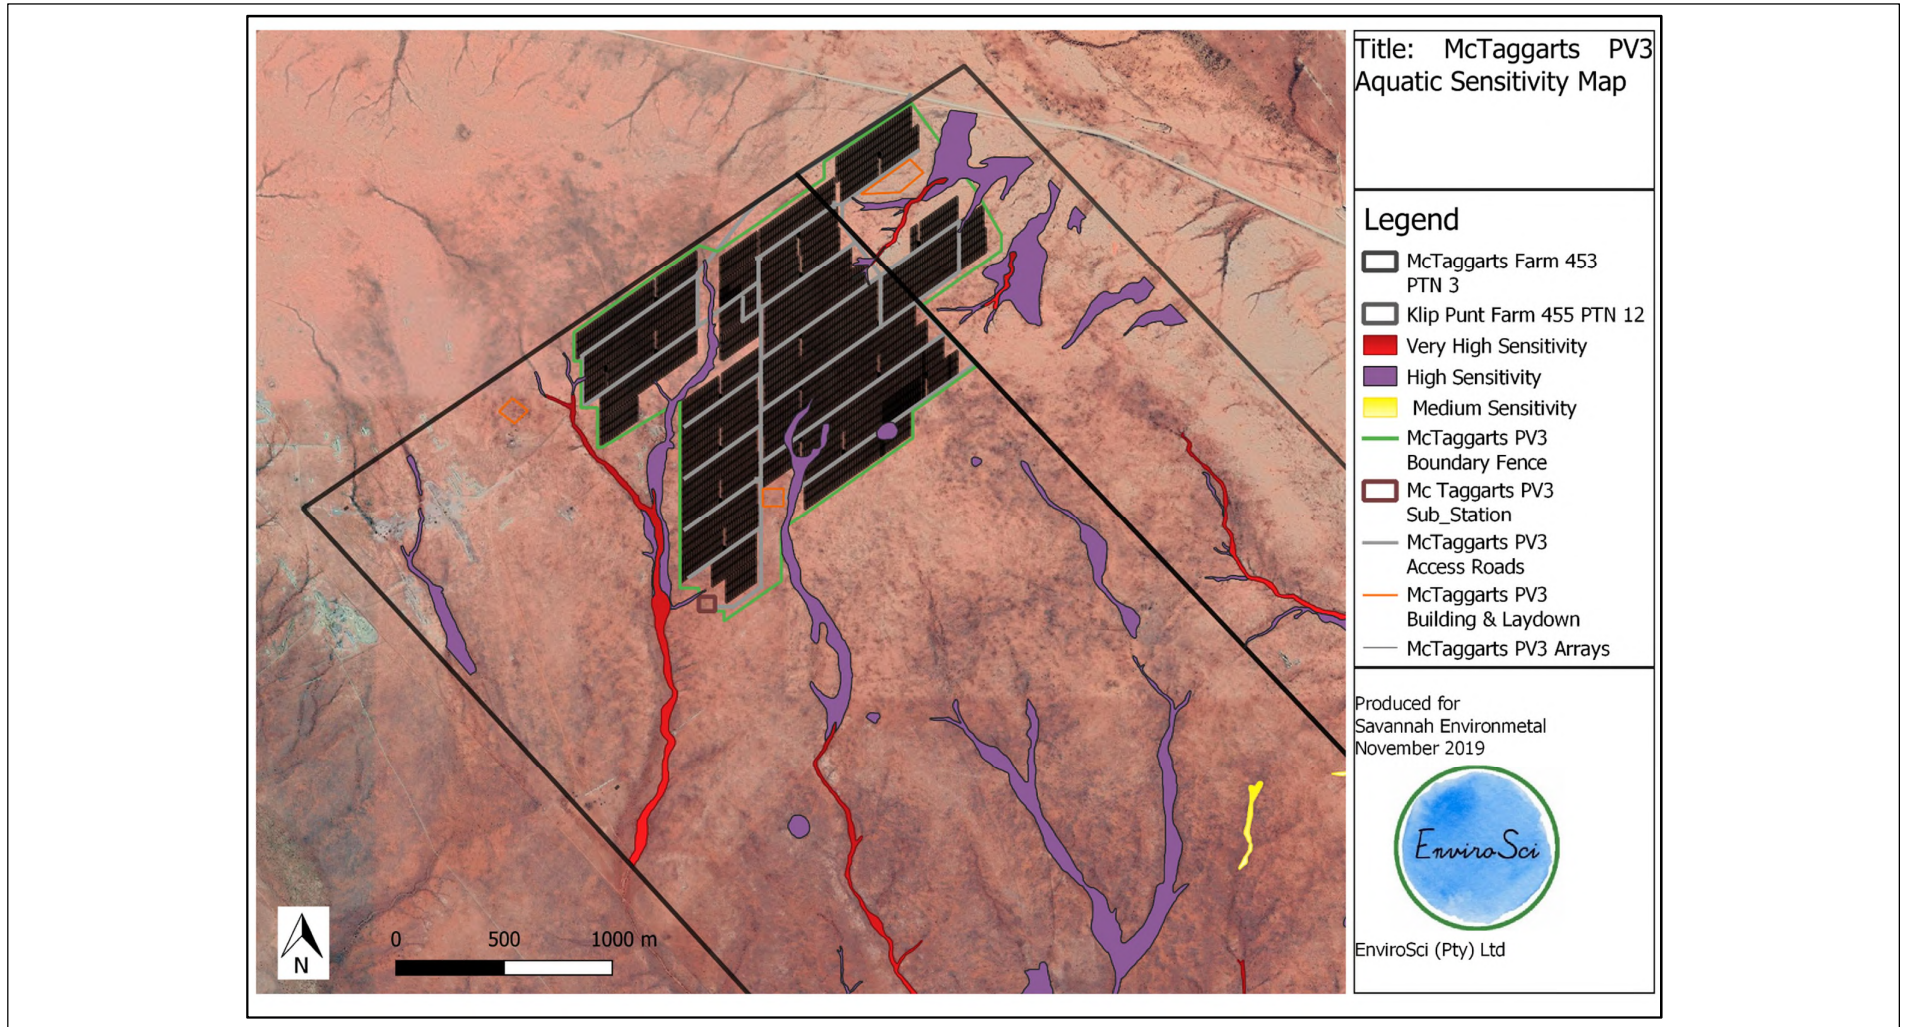 Title: McTaggarts PV3
Aquatic Sensitivity Map
Legend
McTaggarts Farm 453
PTN 3
Klip Punt Farm 455 PTN 12
Very High Sensitivity
High Sensitivity
Medium Sensitivity
McTaggarts PV3
Boundary Fence
Mc Taggarts PV3
Sub_Station
McTaggarts PV3
Access Roads
McTaggarts PV3
Building & Laydown
McTaggarts PV3 Arrays
Produced for
Savannah Environmetal
November 2019
EnviroSci
EnviroSci (Pty) Ltd
N
0 500 1000 m